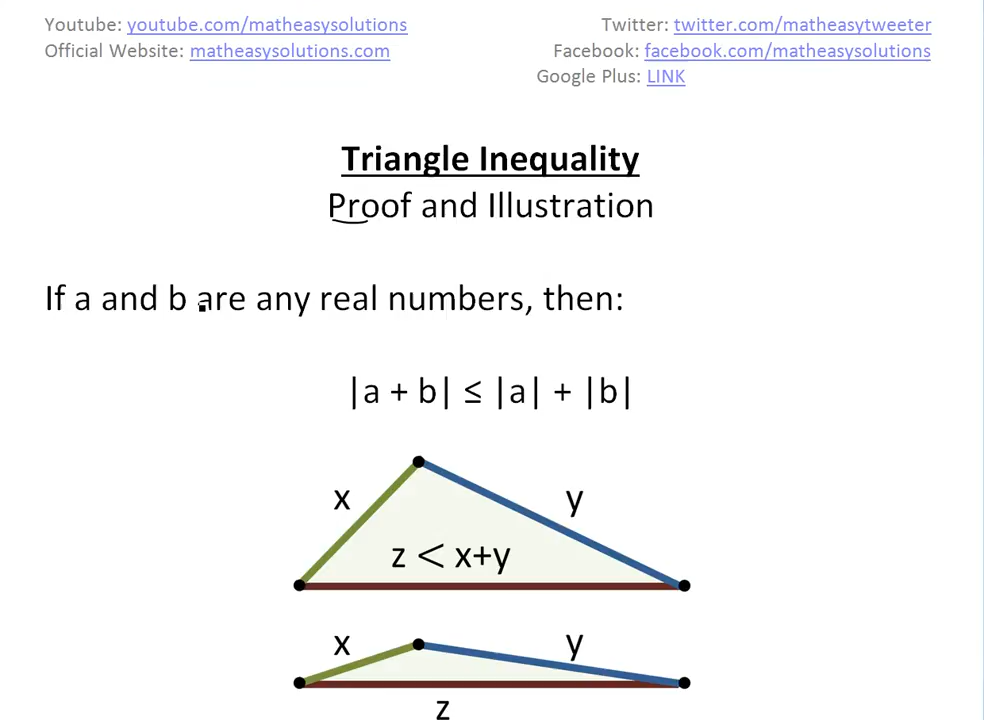 Youtube: youtube.com/matheasysolutions
Twitter: twitter.com/matheasytweeter
Official Website: matheasysolutions.com
Facebook: facebook.com/matheasysolutions
Google Plus: LINK
Triangle Inequality
Proof and Illustration
If a and b are any real numbers, then:
|a + b| ≤ |a| + |b|
x
y
z < x+y
x
y
z